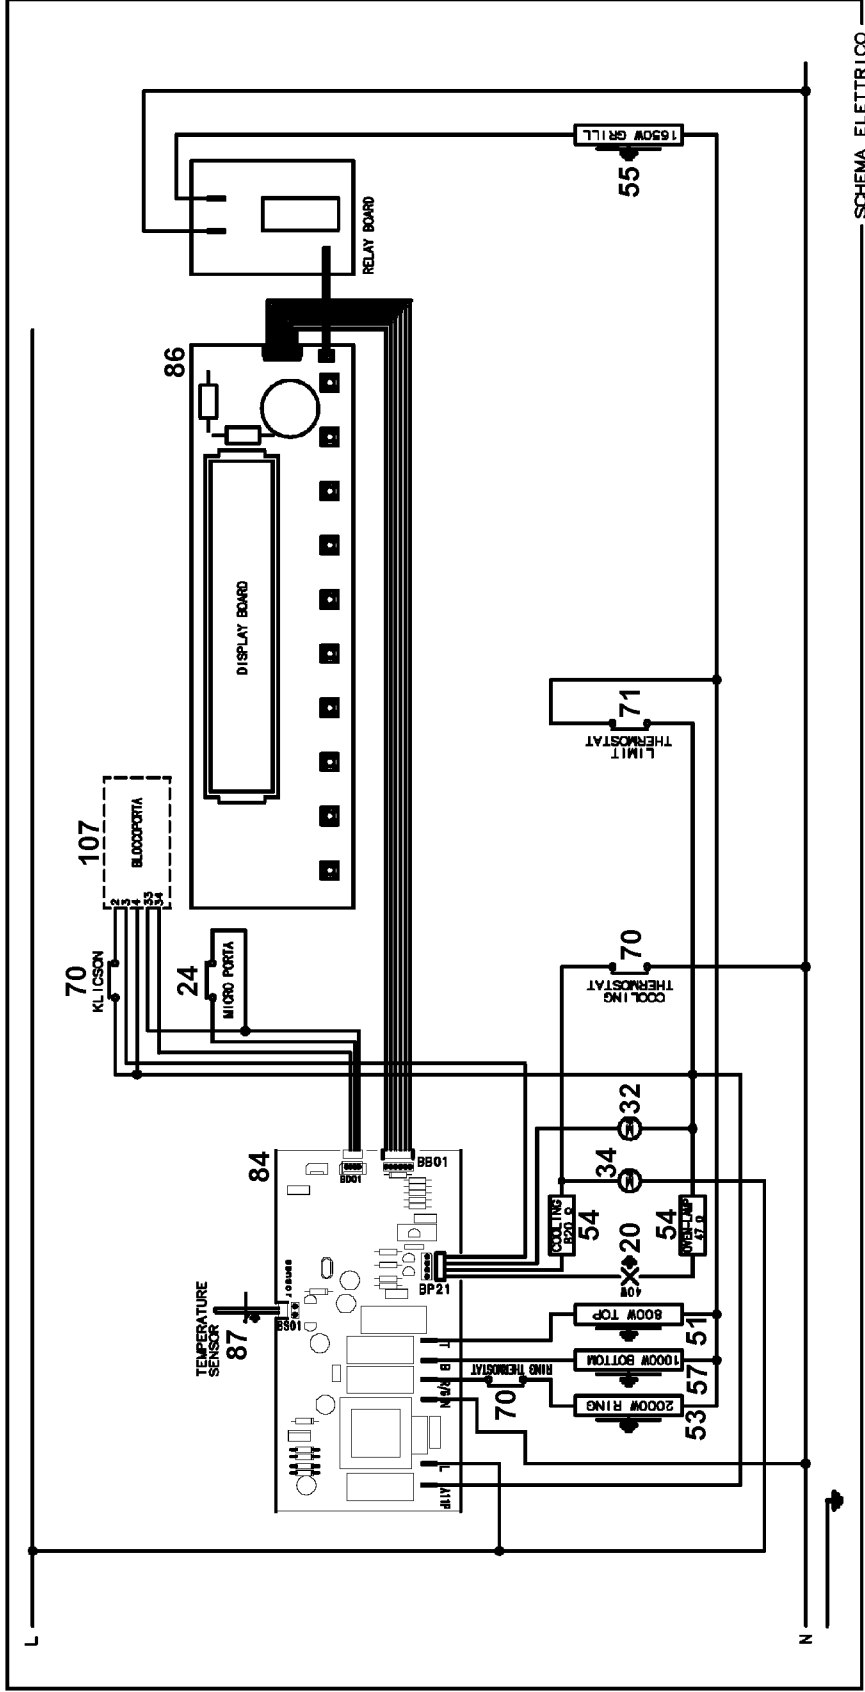 SCHEMA ELETTRICO
L
107
BLOCCOPORTA
2
3
4
33
34
70
KLICSON
24
MICRO PORTA
86
DISPLAY BOARD
RELAY BOARD
84
TEMPERATURE
SENSOR
87
BS01
BD01
BB01
BP21
T
B
R/G
N
L
A11P
RING THERMOSTAT
70
2000W RING
53
1000W BOTTOM
57
800W TOP
51
40W
20
COOLING
820 Ω
54
OVEN-LAMP
47 Ω
54
34
32
COOLING
THERMOSTAT
70
LIMIT
THERMOSTAT
71
1650W GRILL
55
N